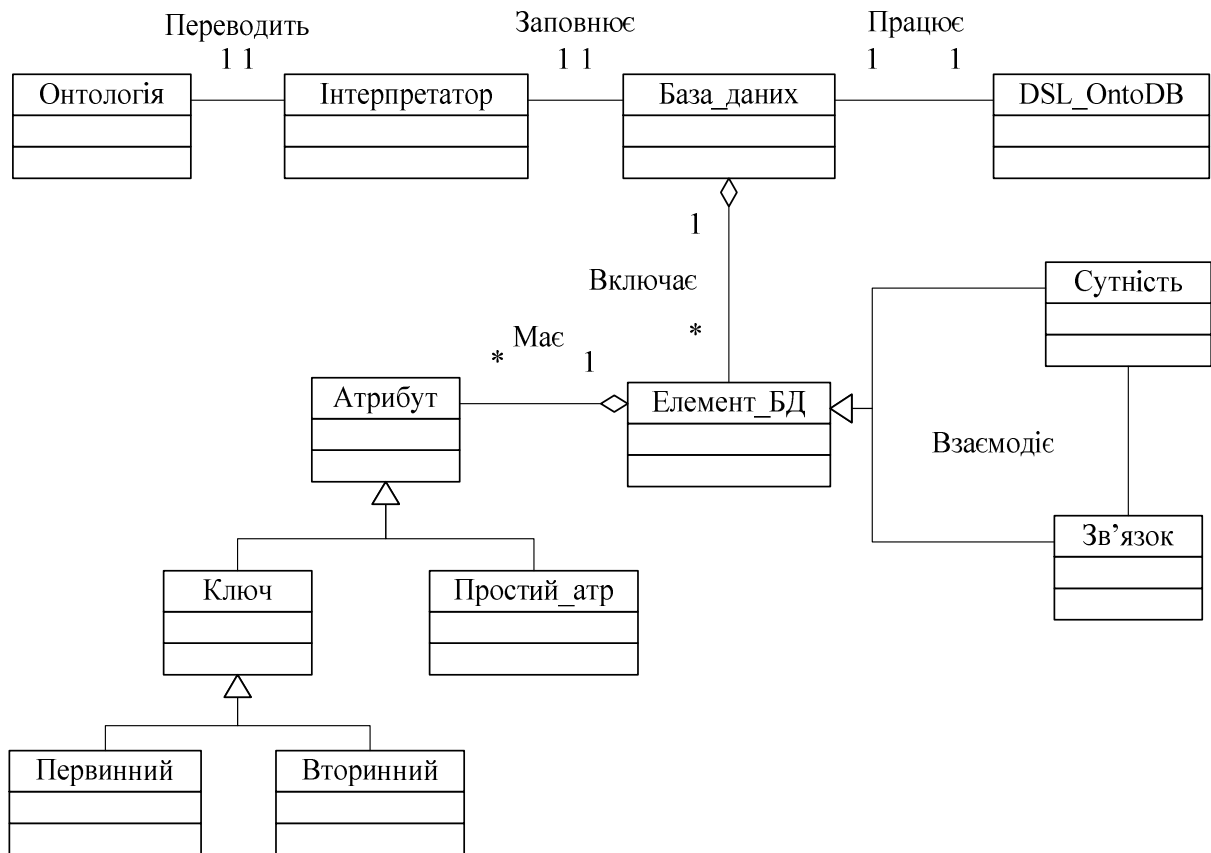 Переводить
Заповнює
Працює
1 1
1 1
1
1
Онтологія
Інтерпретатор
База_даних
DSL_OntoDB
1
Включає
*
Сутність
Має
*
1
Атрибут
Елемент_БД
Взаємодіє
Зв’язок
Ключ
Простий_атр
Первинний
Вторинний